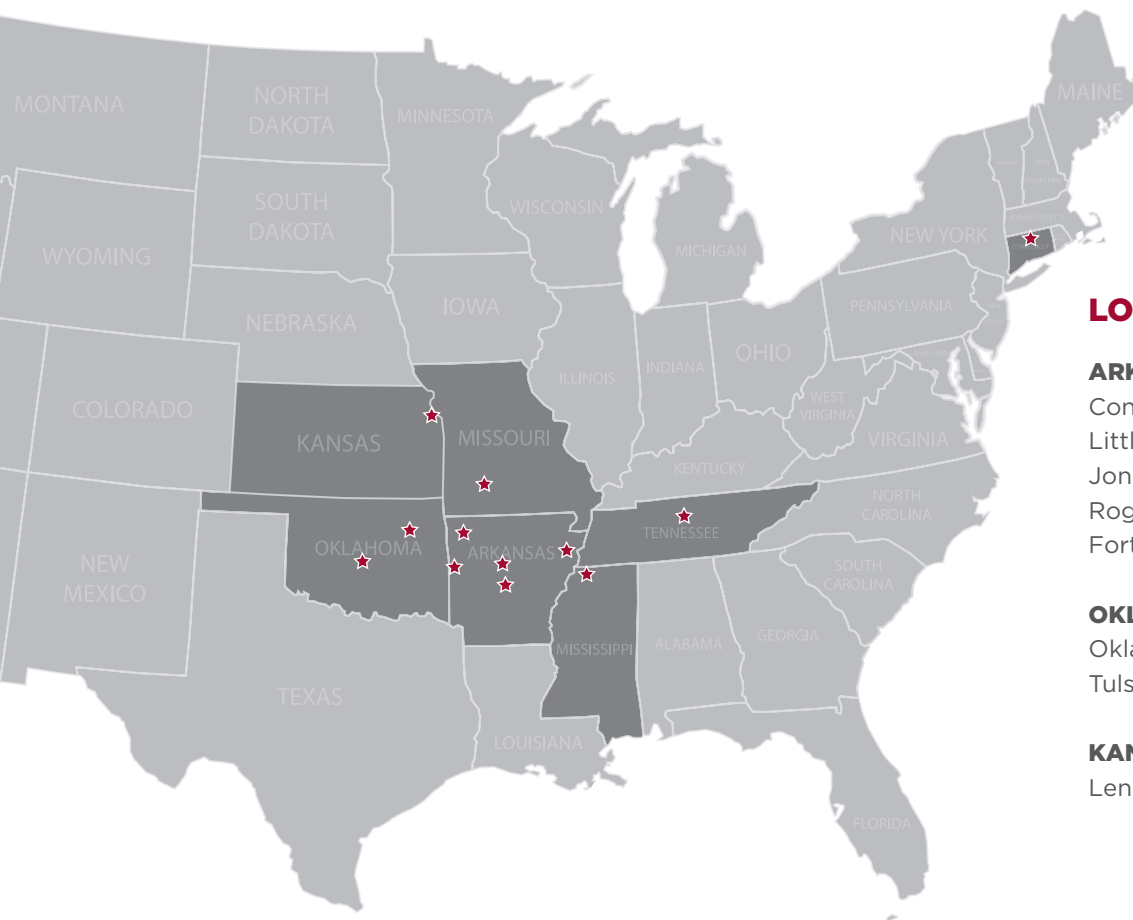 MONTANA
NORTH
DAKOTA
MINNESOTA
MAINE
SOUTH
DAKOTA
WISCONSIN
MICHIGAN
NEW YORK
MASSACHUSETTS
WYOMING
IOWA
NEBRASKA
PENNSYLVANIA
ILLINOIS
INDIANA
OHIO
WEST
VIRGINIA
VIRGINIA
COLORADO
KANSAS
MISSOURI
KENTUCKY
NORTH
CAROLINA
TENNESSEE
OKLAHOMA
ARKANSAS
NEW
MEXICO
SOUTH
CAROLINA
MISSISSIPPI
ALABAMA
GEORGIA
TEXAS
LOUISIANA
FLORIDA
LO
ARK
Con
Littl
Jon
Rog
Fort
OKL
Okla
Tuls
KAN
Len